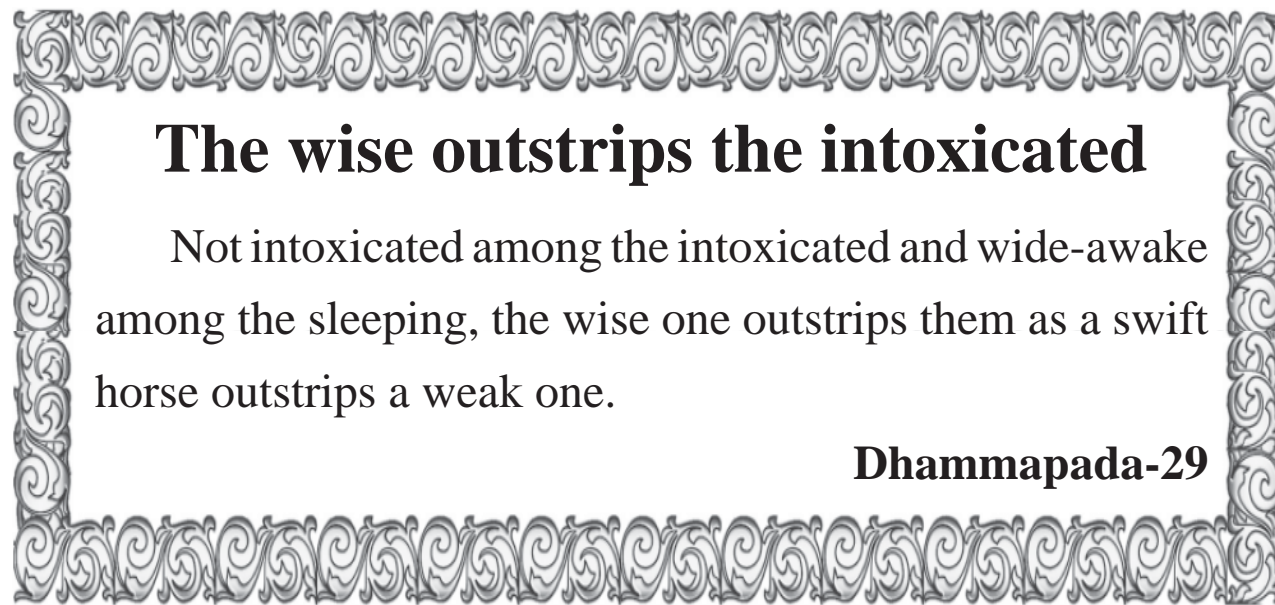 The wise outstrips the intoxicated
Not intoxicated among the intoxicated and wide-awake
among the sleeping, the wise one outstrips them as a swift
horse outstrips a weak one.
Dhammapada-29